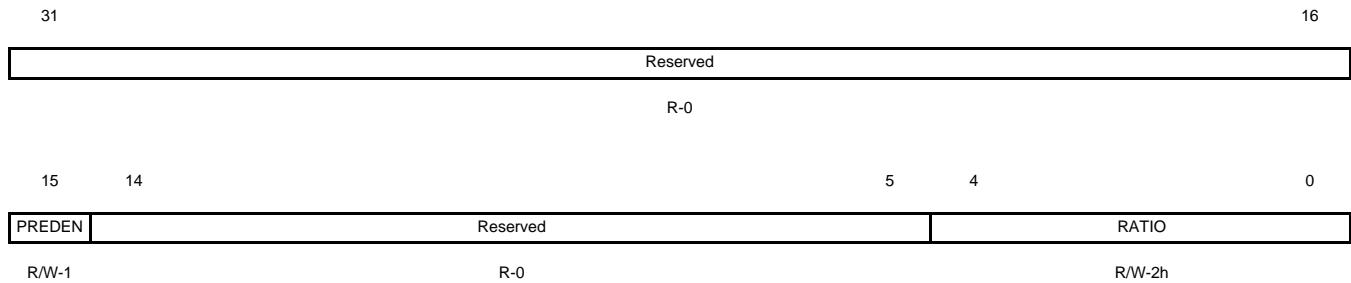 31 16
Reserved
R-0
15 14 5 4 0
PREDEN Reserved RATIO
R/W-1 R-0 R/W-2h